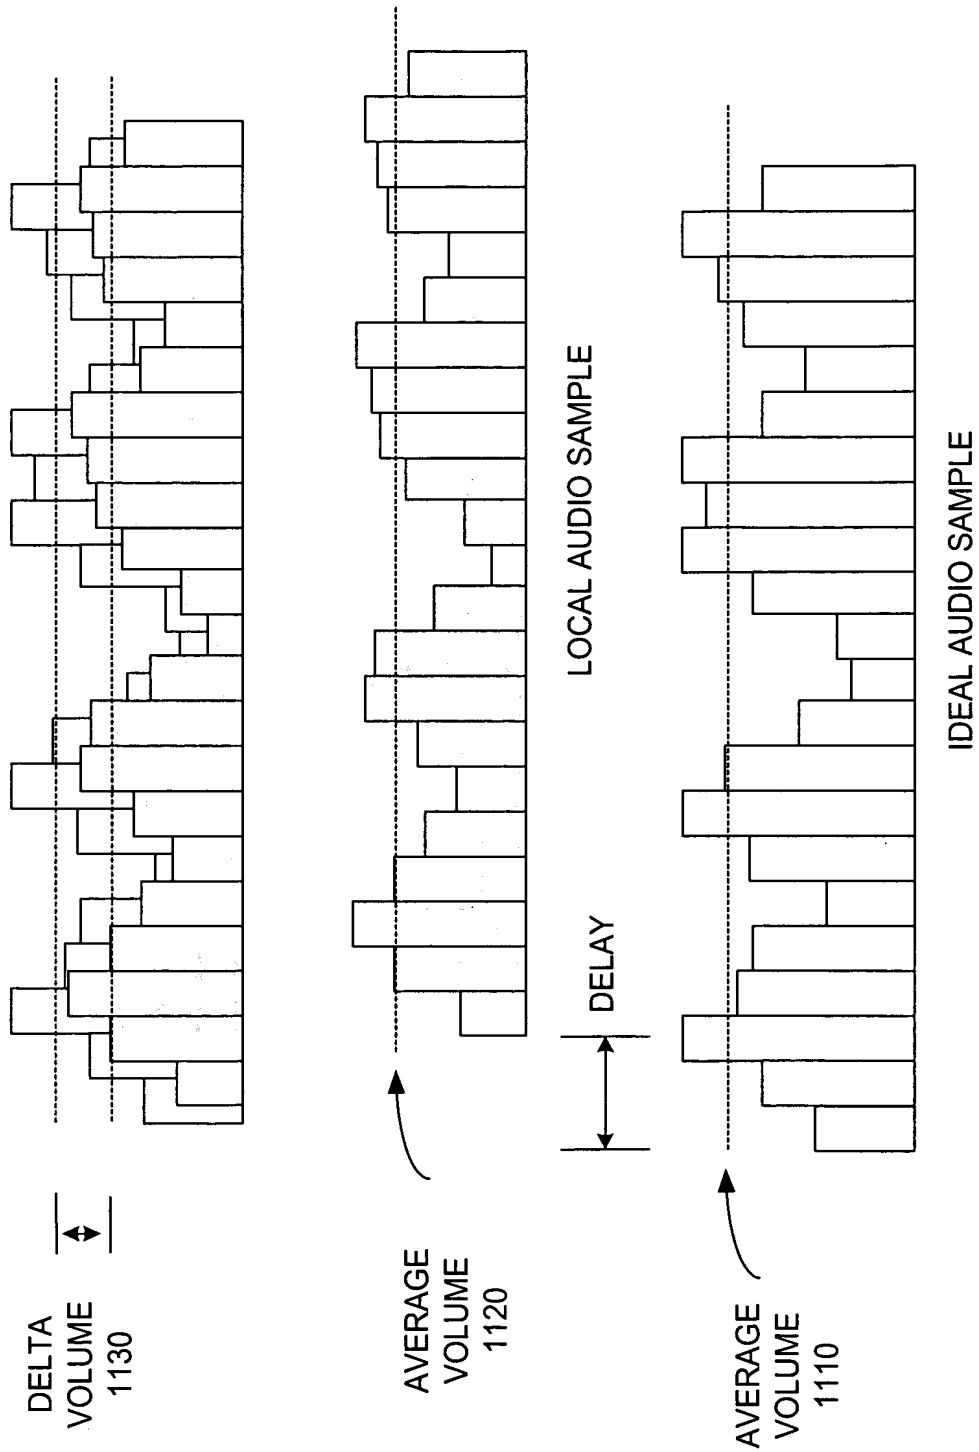 DELTA
VOLUME
1130
AVERAGE
VOLUME
1120
DELAY
LOCAL AUDIO SAMPLE
AVERAGE
VOLUME
1110
IDEAL AUDIO SAMPLE